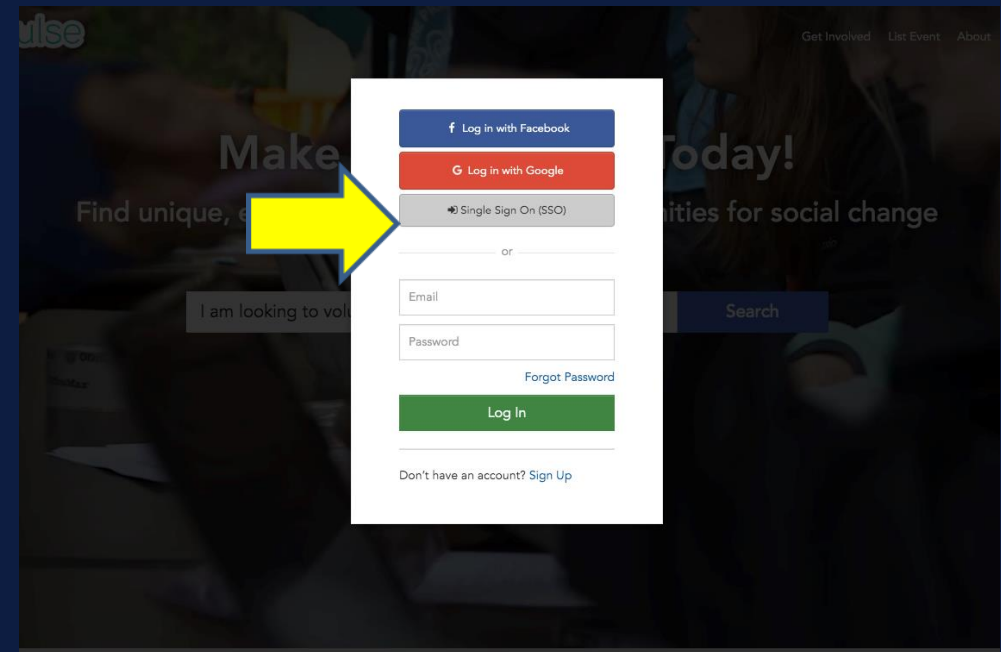 ulse
Get Involved List Event About
f Log in with Facebook
Make oday!
G Log in with Google
Find unique, e ities for social change
Single Sign On (SSO)
or
Email
I am looking to volu Search
Password
Forgot Password
Log In
Don't have an account? Sign Up